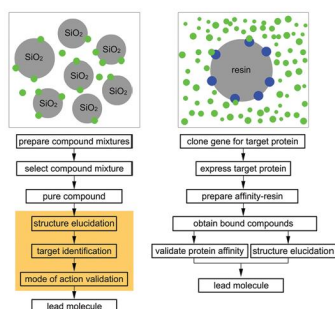 SiO₂
SiO₂
SiO₂
SiO₂
SiO₂
SiO₂
SiO₂
prepare compound mixtures
select compound mixture
pure compound
structure elucidation
target identification
mode of action validation
lead molecule
resin
clone gene for target protein
express target protein
prepare affinity-resin
obtain bound compounds
validate protein affinity
structure elucidation
lead molecule